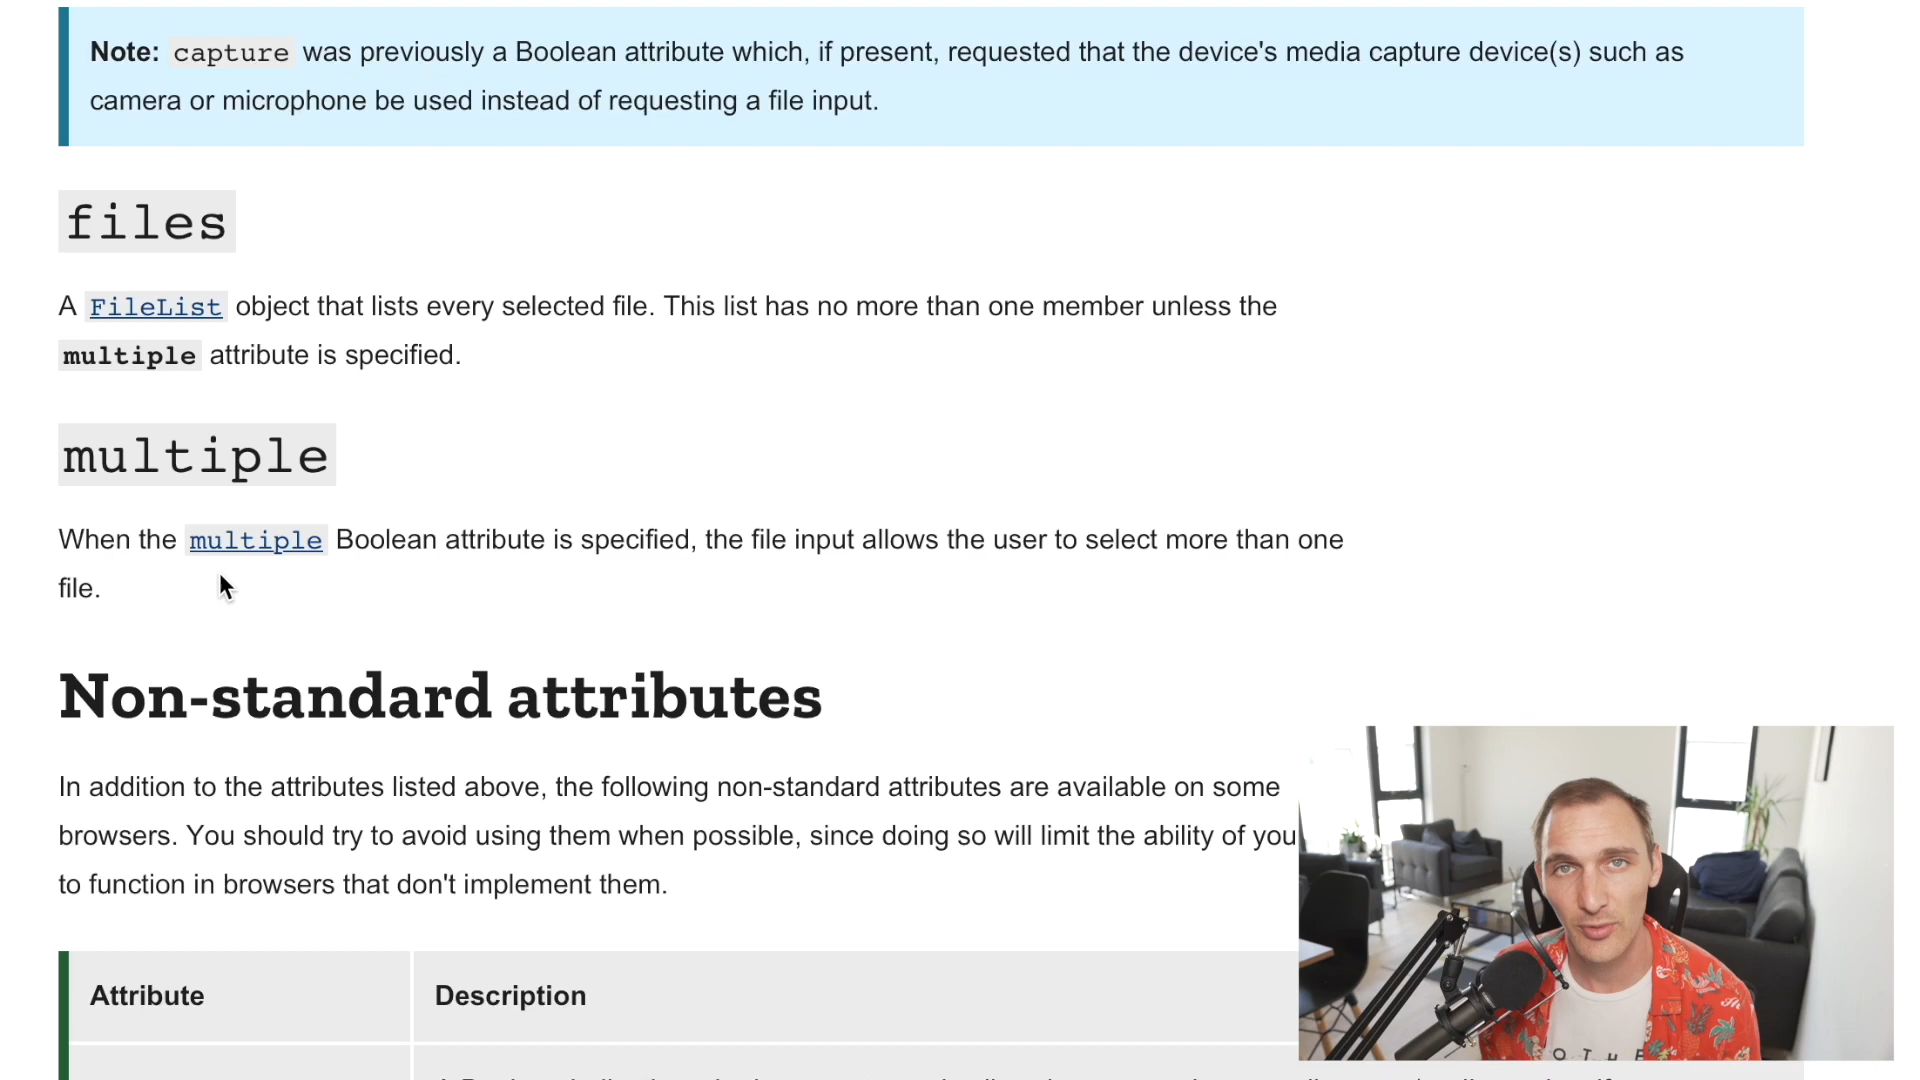 Note: capture was previously a Boolean attribute which, if present, requested that the device's media capture device(s) such as
camera or microphone be used instead of requesting a file input.
files
A FileList object that lists every selected file. This list has no more than one member unless the
multiple attribute is specified.
multiple
When the multiple Boolean attribute is specified, the file input allows the user to select more than one
file.
Non-standard attributes
In addition to the attributes listed above, the following non-standard attributes are available on some
browsers. You should try to avoid using them when possible, since doing so will limit the ability of you
to function in browsers that don't implement them.
Attribute Description
OTHE